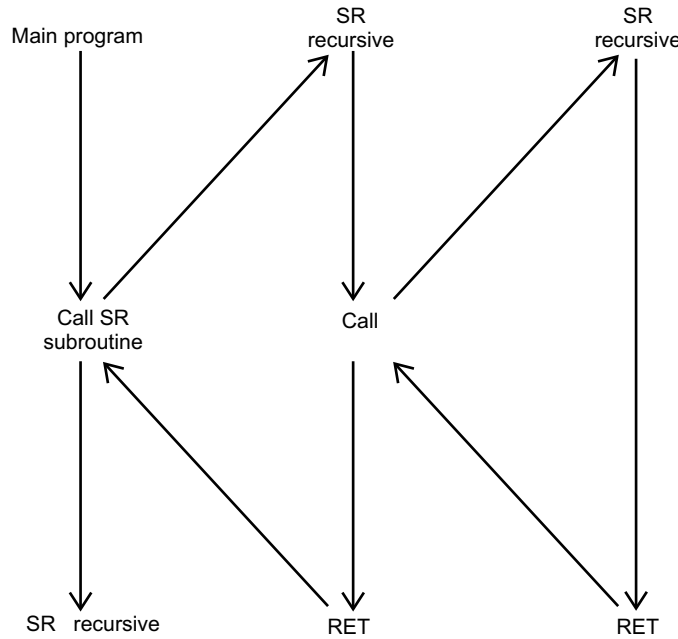 Main program
SR
recursive
SR
recursive
Call SR
subroutine
Call
SR recursive
RET
RET